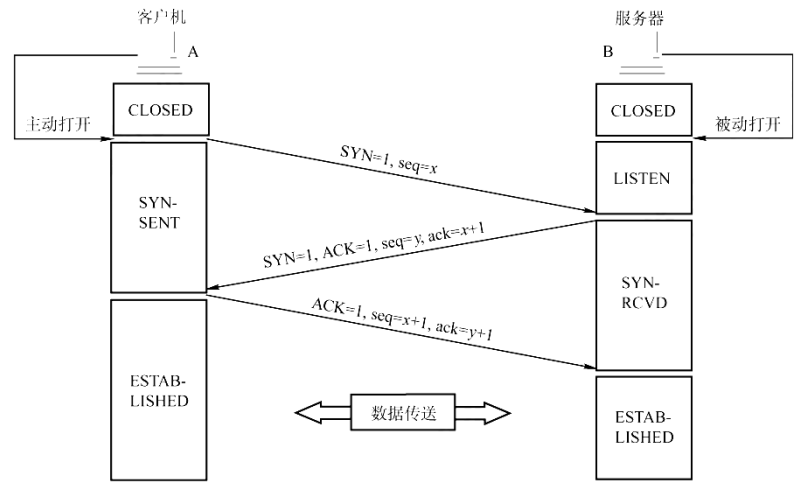 客户机
服务器
A
B
CLOSED
CLOSED
主动打开
被动打开
SYN=1, seq=x
LISTEN
SYN-
SENT
SYN=1, ACK=1, seq=y, ack=x+1
SYN-
RCVD
ACK=1, seq=x+1, ack=y+1
ESTAB-
LISHED
数据传送
ESTAB-
LISHED